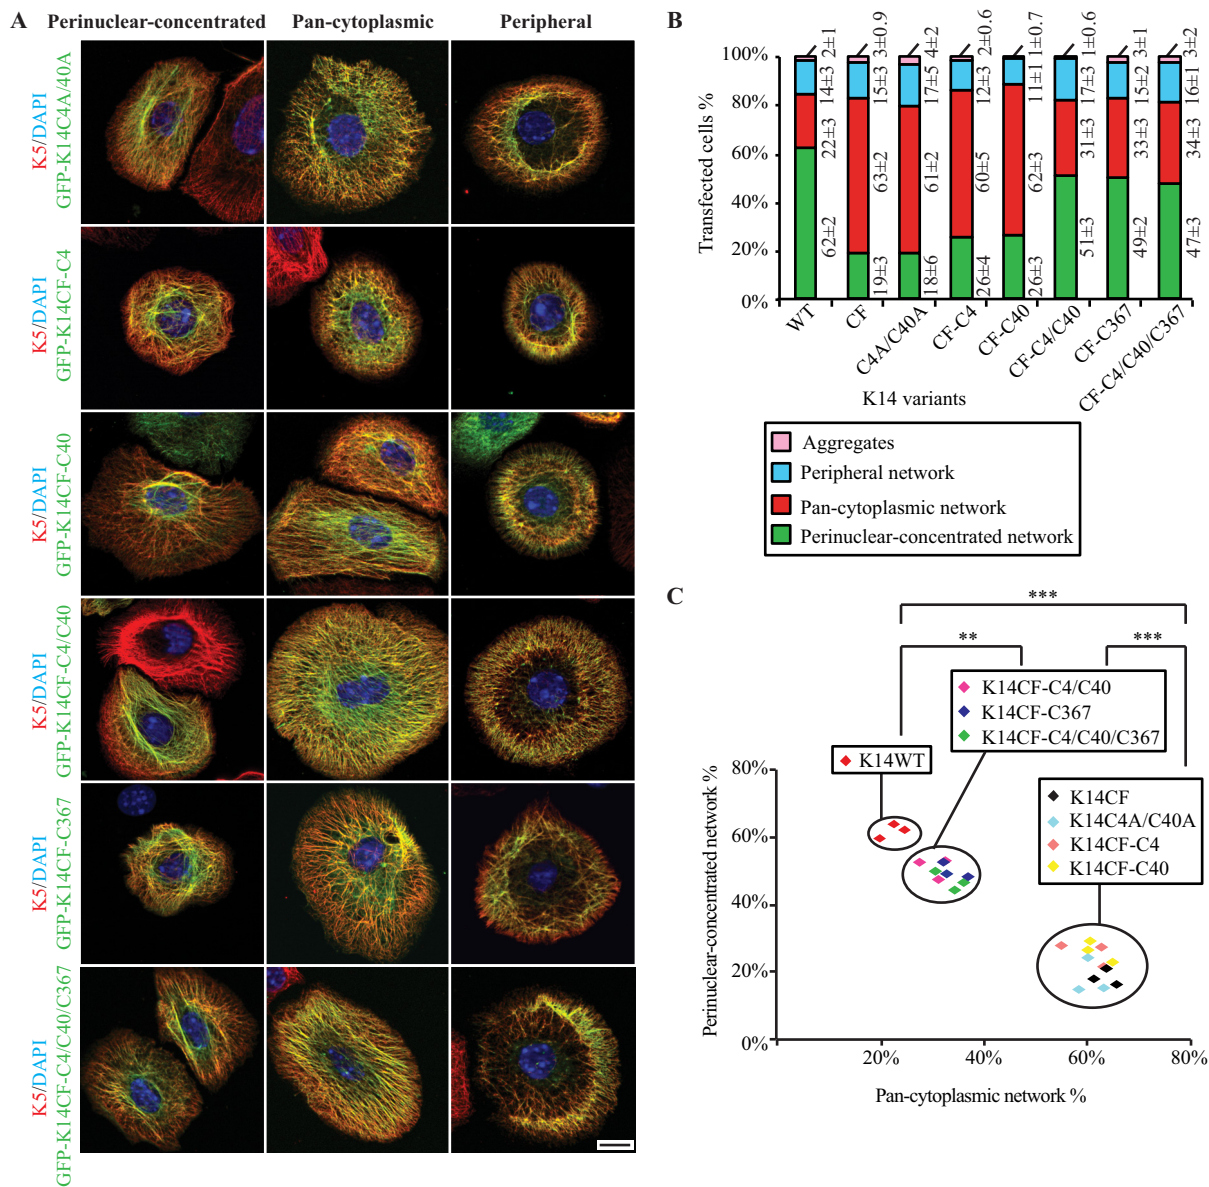 A
Perinuclear-concentrated
Pan-cytoplasmic
Peripheral
K5/DAPI
GFP-K14C4A/40A
K5/DAPI
GFP-K14CF-C4
K5/DAPI
GFP-K14CF-C40
K5/DAPI
GFP-K14CF-C4/C40
K5/DAPI
GFP-K14CF-C367
K5/DAPI
GFP-K14CF-C4/C40/C367
B
Transfected cells %
100%
80%
60%
40%
20%
0%
2±1
14±3
22±3
62±2
3±0.9
15±3
63±2
19±3
4±2
17±5
61±2
18±6
2±0.6
12±3
60±5
26±4
1±0.7
11±1
62±3
26±3
1±0.6
17±3
31±3
51±3
3±1
15±2
33±3
49±2
3±2
16±1
34±3
47±3
WT
CF
C4A/C40A
CF-C4
CF-C40
CF-C4/C40
CF-C367
CF-C4/C40/C367
K14 variants
Aggregates
Peripheral network
Pan-cytoplasmic network
Perinuclear-concentrated network
C
***
**
***
K14CF-C4/C40
K14CF-C367
K14CF-C4/C40/C367
K14WT
K14CF
K14C4A/C40A
K14CF-C4
K14CF-C40
Perinuclear-concentrated network %
80%
60%
40%
20%
0%
20%
40%
60%
80%
Pan-cytoplasmic network %